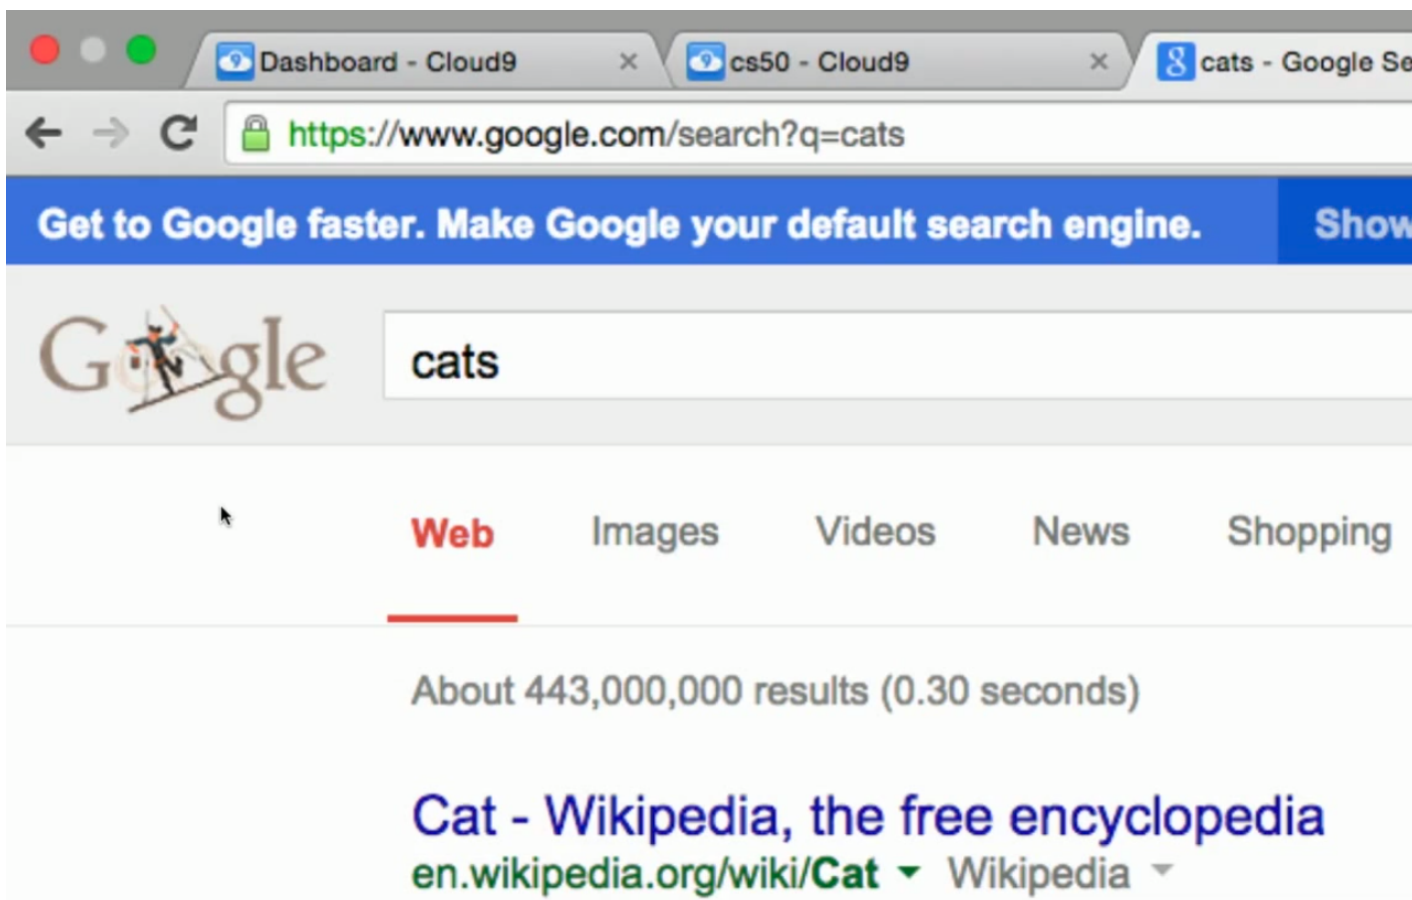 Dashboard - Cloud9 cs50 - Cloud9 cats - Google Se
https://www.google.com/search?q=cats
Get to Google faster. Make Google your default search engine. Show
Google cats
Web Images Videos News Shopping
About 443,000,000 results (0.30 seconds)
Cat - Wikipedia, the free encyclopedia
en.wikipedia.org/wiki/Cat Wikipedia